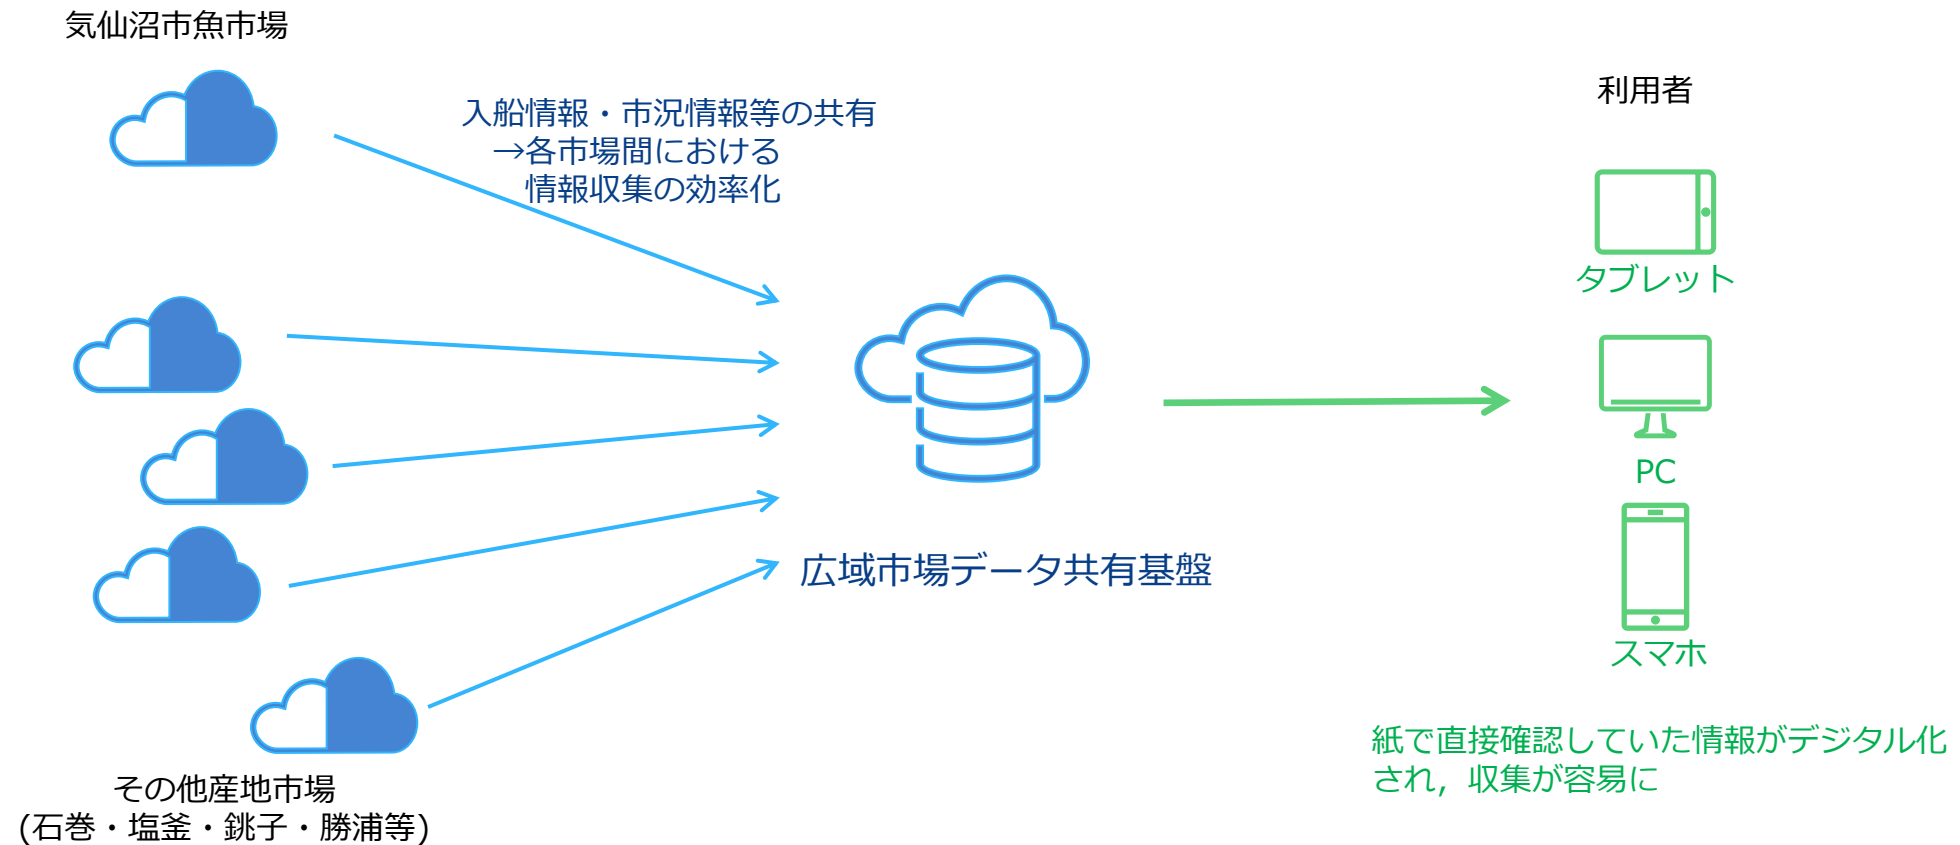 気仙沼市魚市場
入船情報・市況情報等の共有
→各市場間における
情報収集の効率化
利用者
タブレット
PC
スマホ
広域市場データ共有基盤
紙で直接確認していた情報がデジタル化
され，収集が容易に
その他産地市場
(石巻・塩釜・銚子・勝浦等)